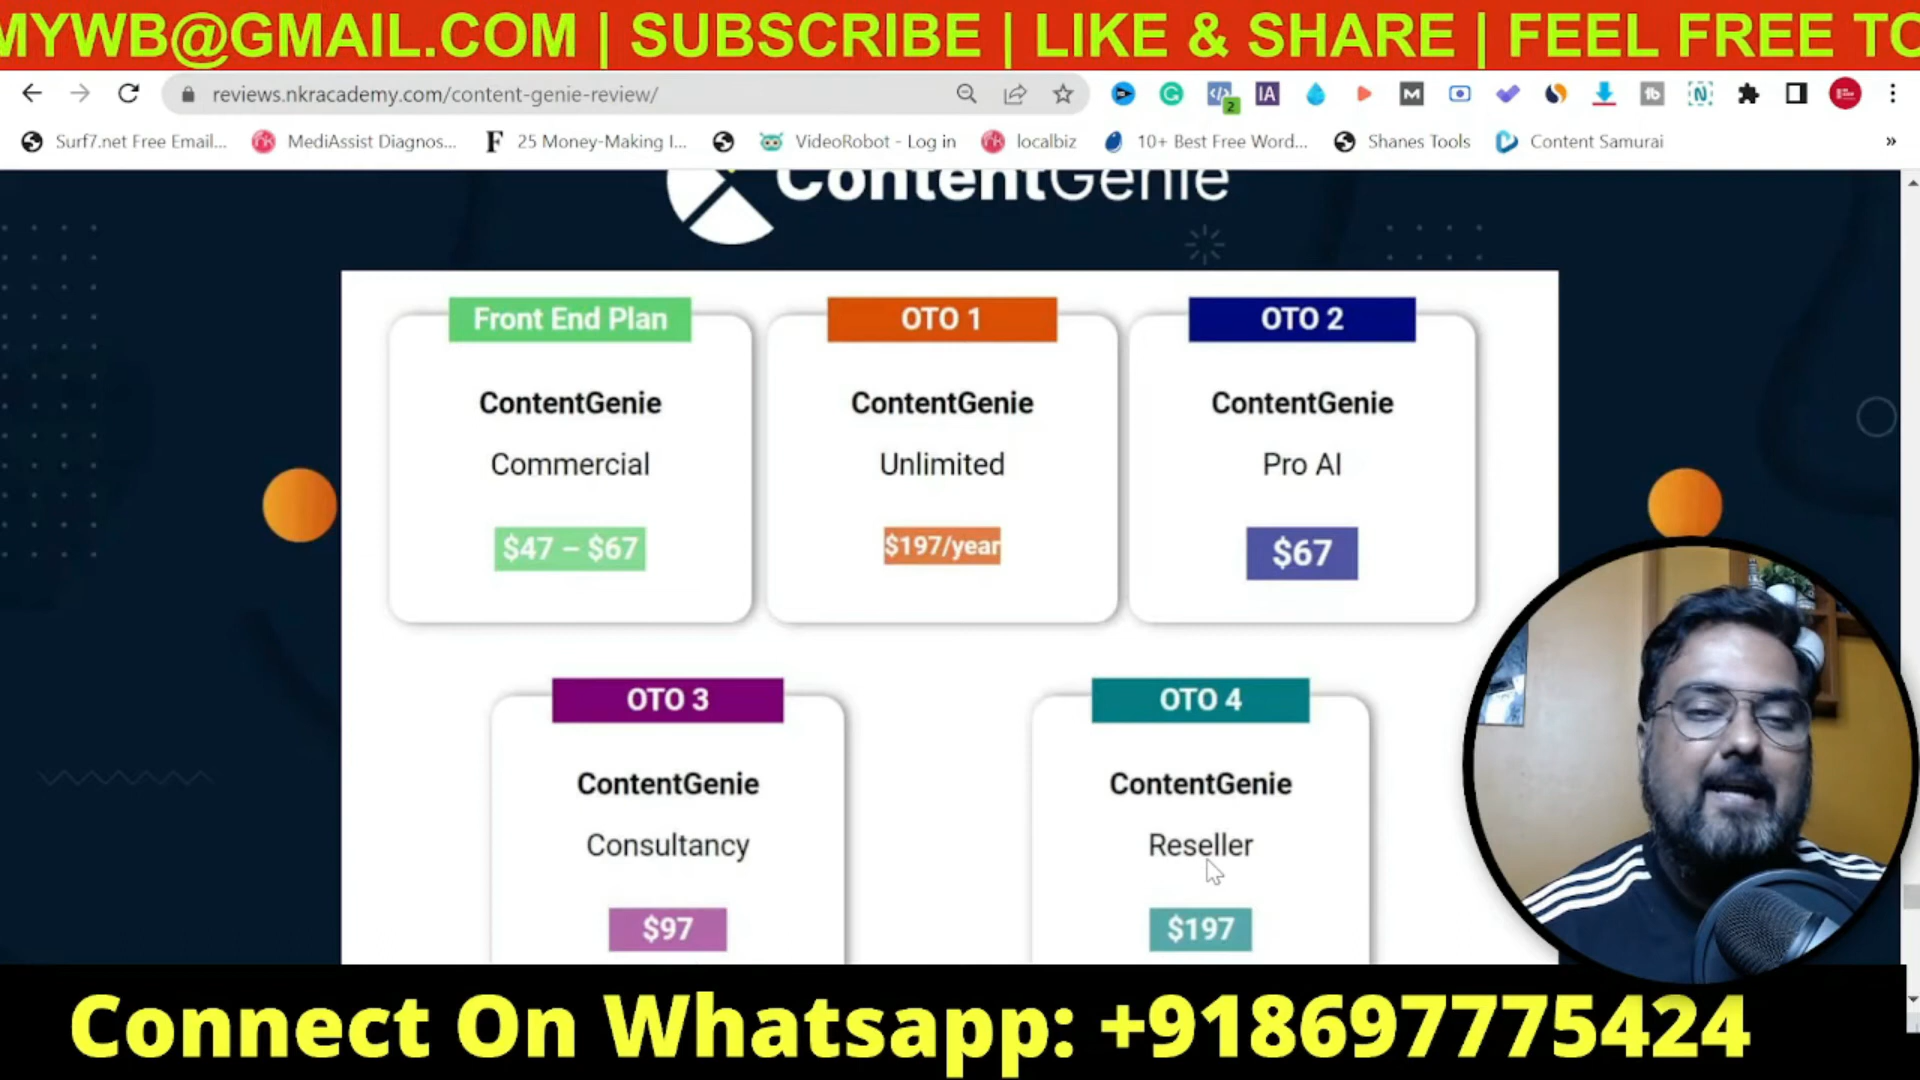 MYWB@GMAIL.COM | SUBSCRIBE | LIKE & SHARE | FEEL FREE TO
reviews.nkracademy.com/content-genie-review/
Surf7.net Free Email... MediAssist Diagnos... 25 Money-Making I... VideoRobot - Log in localbiz 10+ Best Free Word... Shanes Tools Content Samurai »
ContentGenie
Front End Plan
ContentGenie
Commercial
$47 – $67
OTO 1
ContentGenie
Unlimited
$197/year
OTO 2
ContentGenie
Pro AI
$67
OTO 3
ContentGenie
Consultancy
$97
OTO 4
ContentGenie
Reseller
$197
Connect On Whatsapp: +918697775424